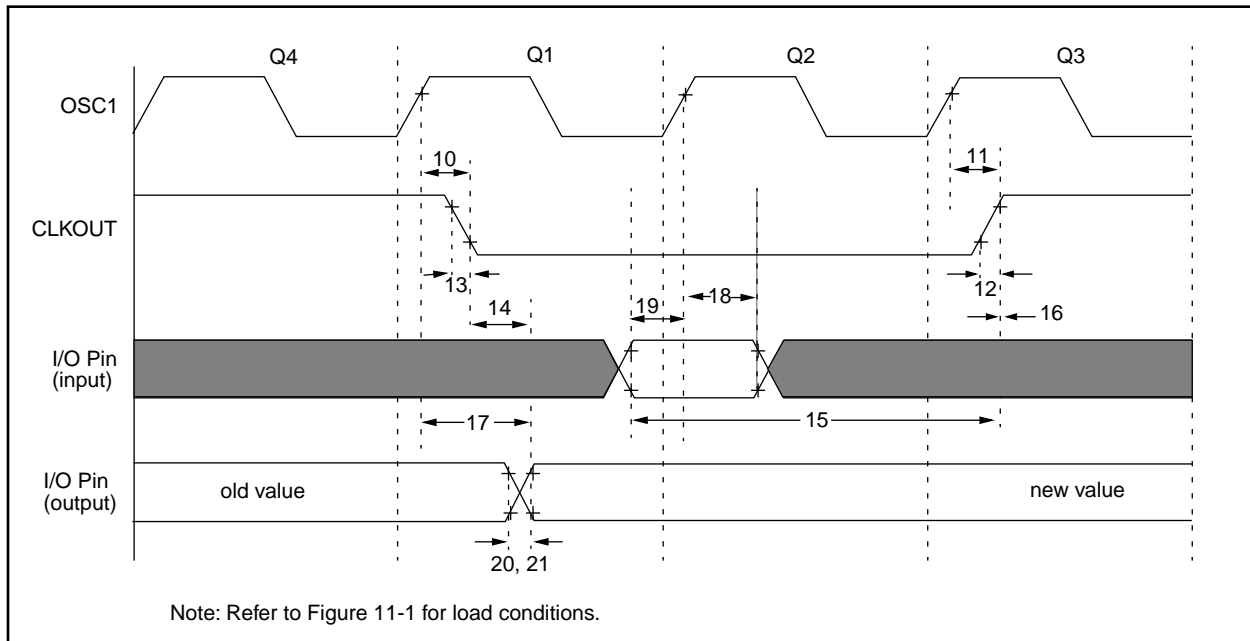 Q4 Q1 Q2 Q3
OSC1
10 11
CLKOUT
13 12
14 19 18 16
I/O Pin
(input)
17 15
I/O Pin
(output)
old value new value
20, 21
Note: Refer to Figure 11-1 for load conditions.